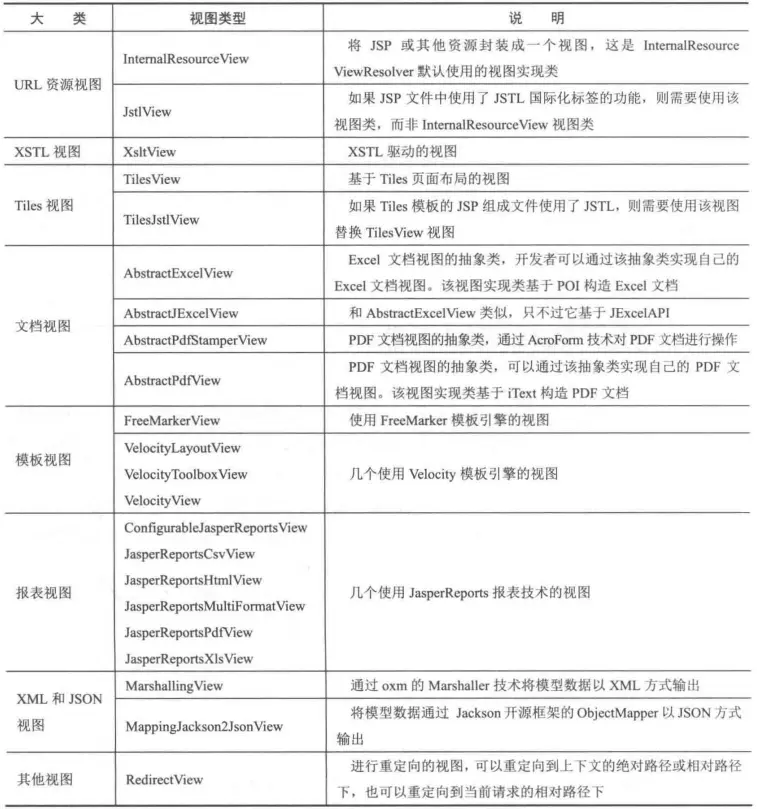 大 类 视图类型 说 明
URL 资源视图
InternalResourceView
将 JSP 或其他资源封装成一个视图，这是 InternalResource
ViewResolver 默认使用的视图实现类
JstlView
如果 JSP 文件中使用了 JSTL 国际化标签的功能，则需要使用该
视图类，而非 InternalResourceView 视图类
XSTL 视图 XsltView XSTL 驱动的视图
Tiles 视图
TilesView 基于 Tiles 页面布局的视图
TilesJstlView
如果 Tiles 模板的 JSP 组成文件使用了 JSTL，则需要使用该视图
替换 TilesView 视图
文档视图
AbstractExcelView
Excel 文档视图的抽象类，开发者可以通过该抽象类实现自己的
Excel 文档视图。该视图实现类基于 POI 构造 Excel 文档
AbstractJExcelView 和 AbstractExcelView 类似，只不过它基于 JExcelAPI
AbstractPdfStamperView PDF 文档视图的抽象类，通过 AcroForm 技术对 PDF 文档进行操作
AbstractPdfView
PDF 文档视图的抽象类，可以通过该抽象类实现自己的 PDF 文
档视图。该视图实现类基于 iText 构造 PDF 文档
模板视图
FreeMarkerView 使用 FreeMarker 模板引擎的视图
VelocityLayoutView
VelocityToolboxView
VelocityView
几个使用 Velocity 模板引擎的视图
报表视图
ConfigurableJasperReportsView
JasperReportsCsvView
JasperReportsHtmlView
JasperReportsMultiFormatView
JasperReportsPdfView
JasperReportsXlsView
几个使用 JasperReports 报表技术的视图
XML 和 JSON
视图
MarshallingView 通过 oxm 的 Marshaller 技术将模型数据以 XML 方式输出
MappingJackson2JsonView
将模型数据通过 Jackson 开源框架的 ObjectMapper 以 JSON 方式
输出
其他视图 RedirectView
进行重定向的视图，可以重定向到上下文的绝对路径或相对路径
下，也可以重定向到当前请求的相对路径下